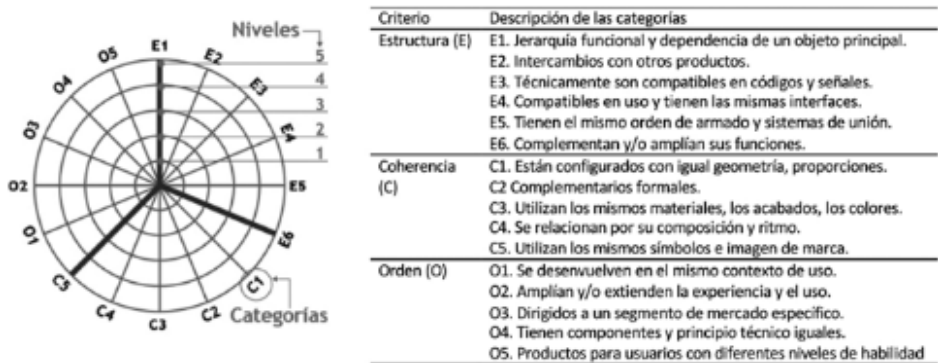 Niveles
5
4
3
2
1
E1
E2
E3
E4
E5
E6
C1
C2
C3
C4
C5
O1
O2
O3
O4
O5
Categorías
Criterio Descripción de las categorías
Estructura (E) E1. Jerarquía funcional y dependencia de un objeto principal.
E2. Intercambios con otros productos.
E3. Técnicamente son compatibles en códigos y señales.
E4. Compatibles en uso y tienen las mismas interfaces.
E5. Tienen el mismo orden de armado y sistemas de unión.
E6. Complementan y/o amplían sus funciones.
Coherencia C1. Están configurados con igual geometría, proporciones.
(C) C2 Complementarios formales.
C3. Utilizan los mismos materiales, los acabados, los colores.
C4. Se relacionan por su composición y ritmo.
C5. Utilizan los mismos símbolos e imagen de marca.
Orden (O) O1. Se desenvuelven en el mismo contexto de uso.
O2. Amplían y/o extienden la experiencia y el uso.
O3. Dirigidos a un segmento de mercado específico.
O4. Tienen componentes y principio técnico iguales.
O5. Productos para usuarios con diferentes niveles de habilidad